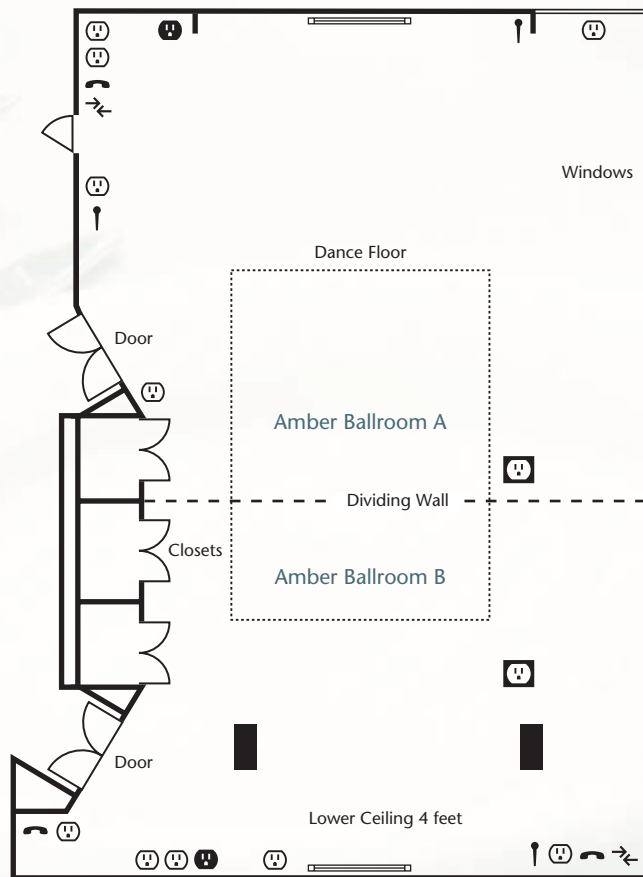 Windows
Dance Floor
Door
Amber Ballroom A
Dividing Wall
Closets
Amber Ballroom B
Door
Lower Ceiling 4 feet